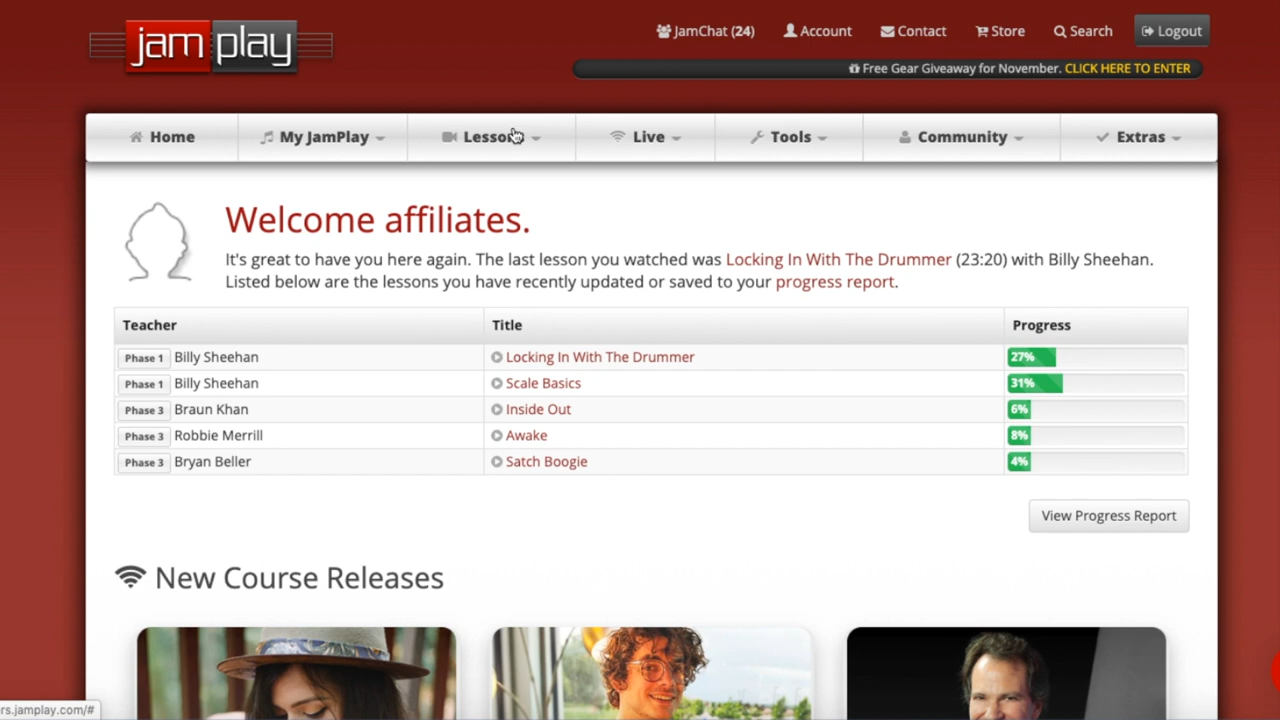 jam play
JamChat (24) Account Contact Store Search Logout
Free Gear Giveaway for November. CLICK HERE TO ENTER
Home My JamPlay Lessons Live Tools Community Extras
Welcome affiliates.
It's great to have you here again. The last lesson you watched was Locking In With The Drummer (23:20) with Billy Sheehan.
Listed below are the lessons you have recently updated or saved to your progress report.
Teacher Title Progress
Phase 1 Billy Sheehan Locking In With The Drummer 27%
Phase 1 Billy Sheehan Scale Basics 31%
Phase 3 Braun Khan Inside Out 6%
Phase 3 Robbie Merrill Awake 8%
Phase 3 Bryan Beller Satch Boogie 4%
View Progress Report
New Course Releases
rs.jamplay.com/#